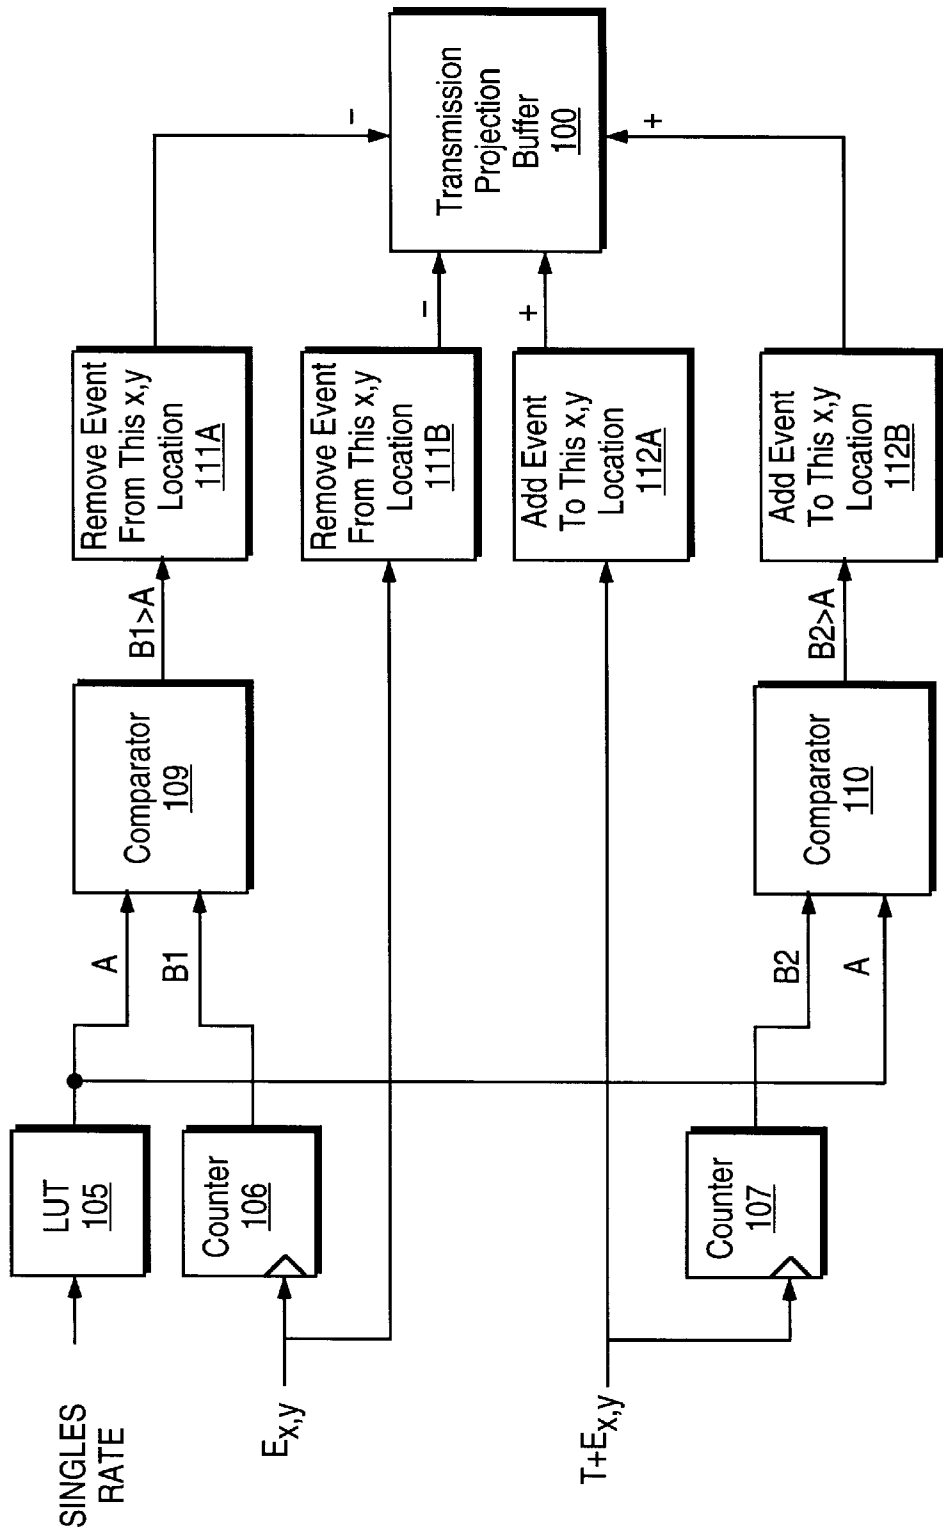 SINGLES
RATE
LUT
105
A
Comparator
109
B1>A
Remove Event
From This x,y
Location
111A
−
Ex,y
Counter
106
B1
Remove Event
From This x,y
Location
111B
−
Transmission
Projection
Buffer
100
T+Ex,y
Add Event
To This x,y
Location
112A
+
Counter
107
B2
A
Comparator
110
B2>A
Add Event
To This x,y
Location
112B
+